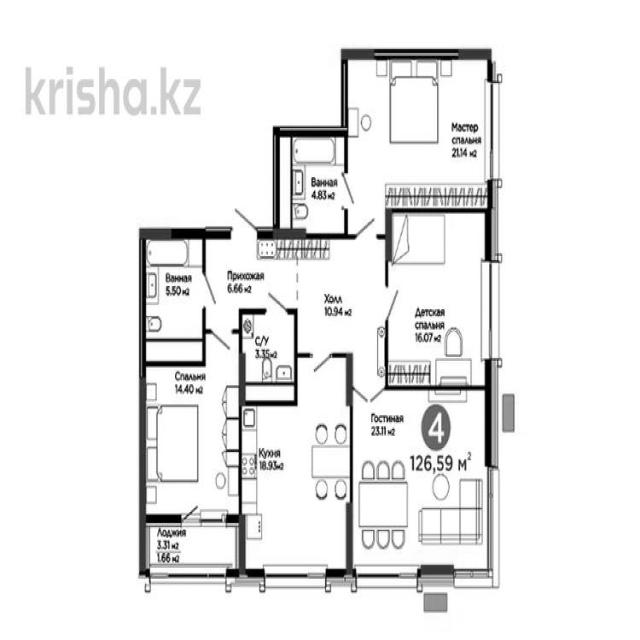 krisha.kz
Мастер
спальня
21.14 м2
Ванная
4.83 м2
Ванная
5.50 м2
Прихожая
6.66 м2
Холл
10.94 м2
Детская
спальня
16.07 м2
С/У
3.35 м2
Спальня
14.40 м2
Гостиная
23.11 м2
4
126,59 м2
Кухня
18.93 м2
Лоджия
3.31 м2
1.66 м2